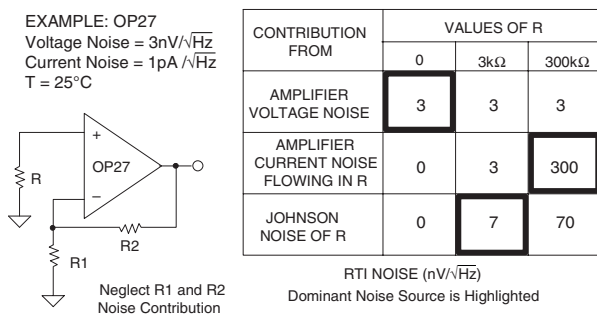 EXAMPLE: OP27
Voltage Noise = 3nV/√Hz
Current Noise = 1pA /√Hz
T = 25°C
+
OP27
–
R
R2
R1
Neglect R1 and R2
Noise Contribution
CONTRIBUTION
FROM
VALUES OF R
0 3kΩ 300kΩ
AMPLIFIER
VOLTAGE NOISE
3 3 3
AMPLIFIER
CURRENT NOISE
FLOWING IN R
0 3 300
JOHNSON
NOISE OF R
0 7 70
RTI NOISE (nV/√Hz)
Dominant Noise Source is Highlighted